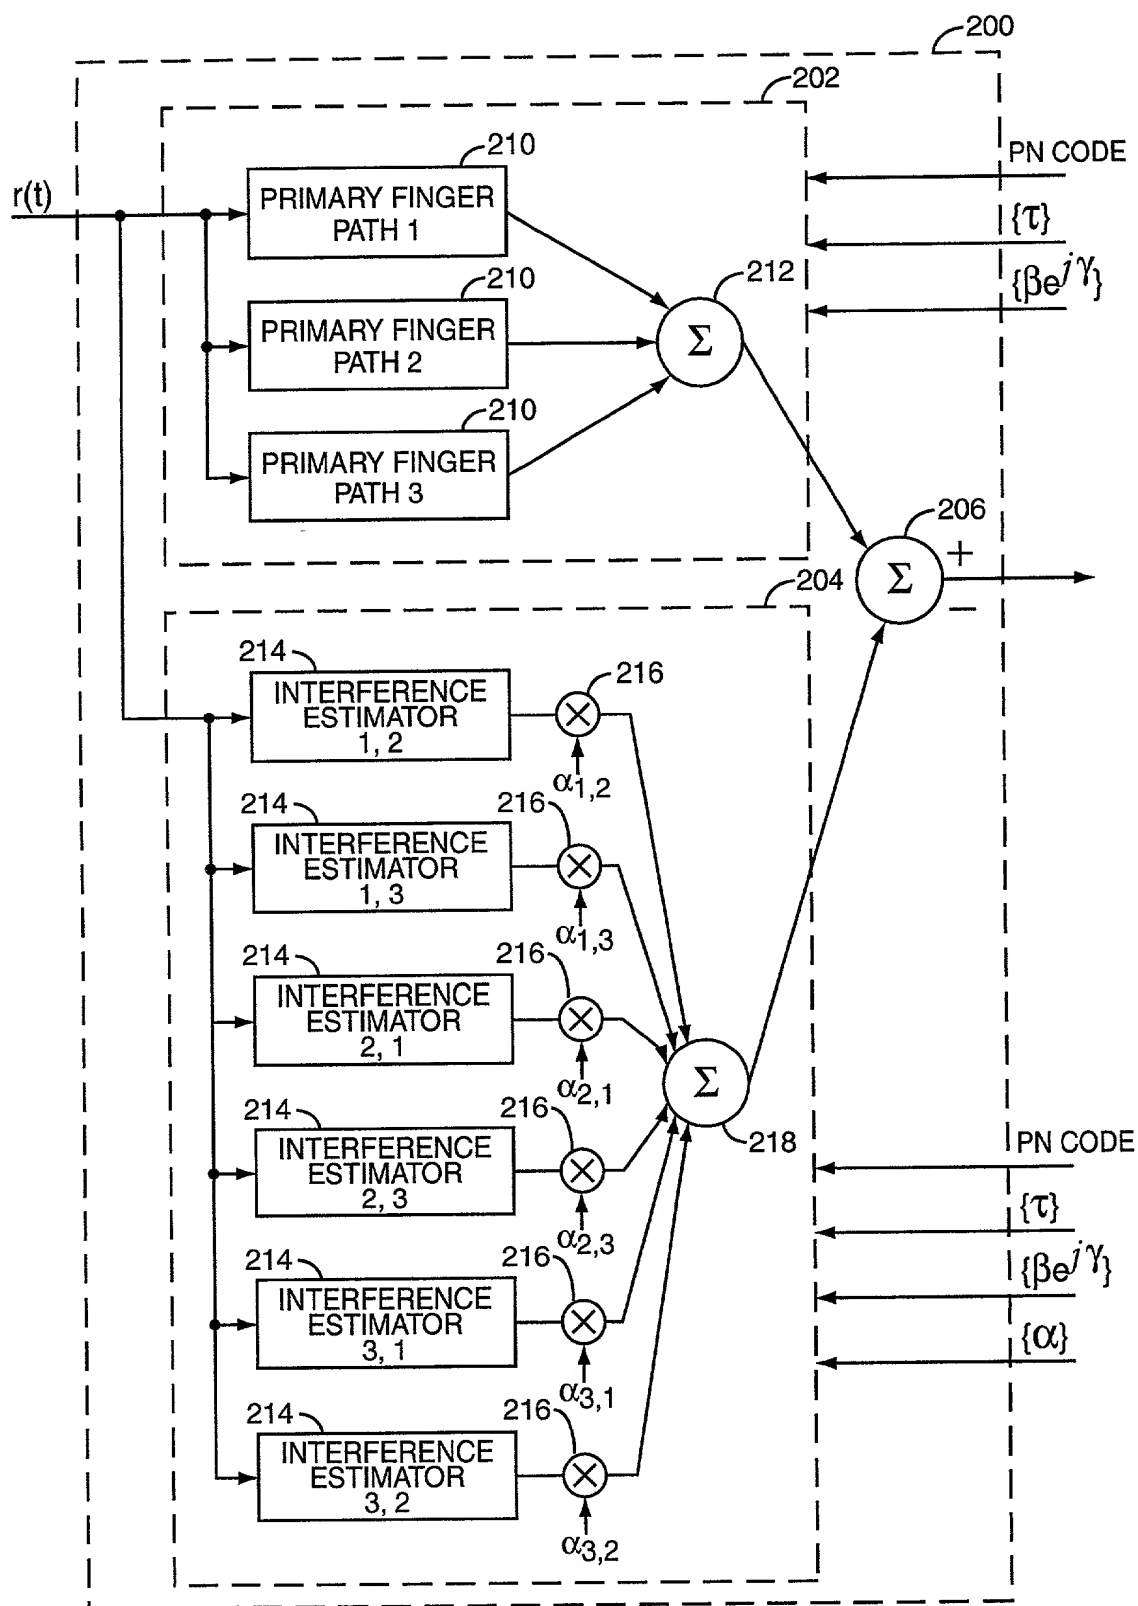 200
202
PN CODE
{τ}
{βe^jγ}
r(t)
210
PRIMARY FINGER
PATH 1
210
PRIMARY FINGER
PATH 2
210
PRIMARY FINGER
PATH 3
212
Σ
206
Σ
+
−
204
214
INTERFERENCE
ESTIMATOR
1, 2
216
α1,2
214
INTERFERENCE
ESTIMATOR
1, 3
216
α1,3
214
INTERFERENCE
ESTIMATOR
2, 1
216
α2,1
214
INTERFERENCE
ESTIMATOR
2, 3
216
α2,3
214
INTERFERENCE
ESTIMATOR
3, 1
216
α3,1
214
INTERFERENCE
ESTIMATOR
3, 2
216
α3,2
Σ
218
PN CODE
{τ}
{βe^jγ}
{α}